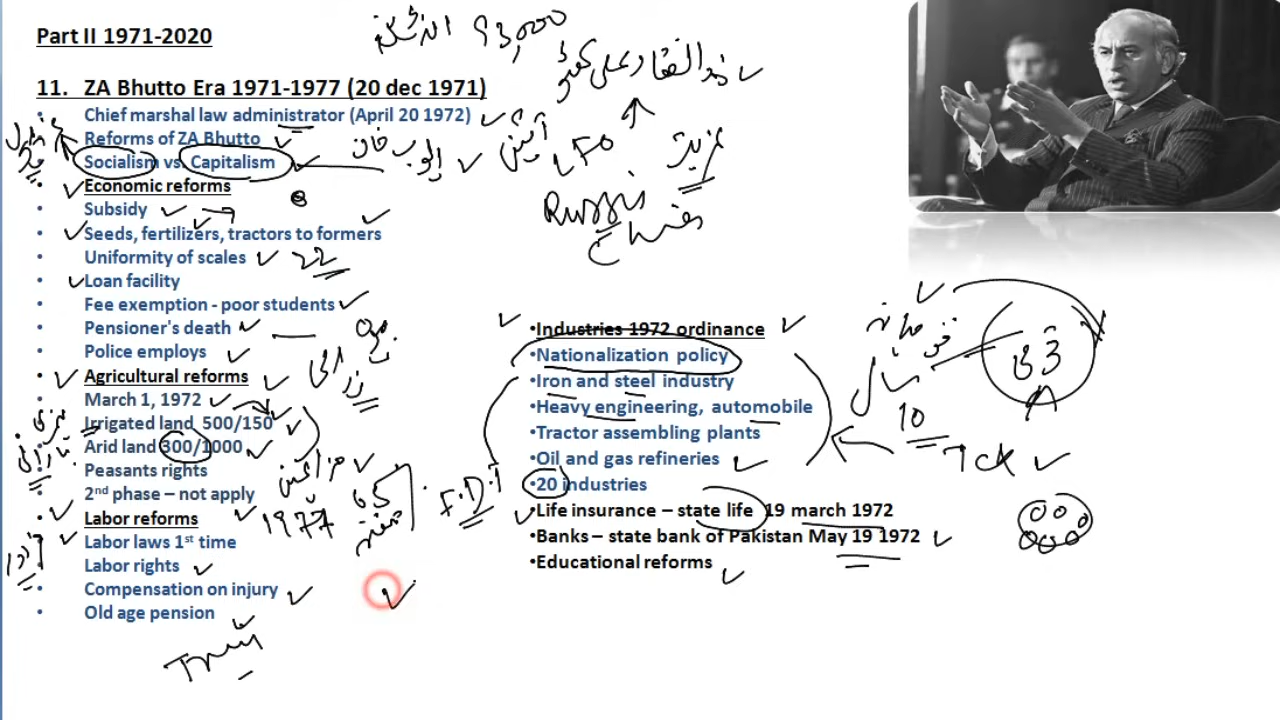 Part II 1971-2020
93,000
ذوالفقار علی بھٹو
11. ZA Bhutto Era 1971-1977 (20 dec 1971)
• Chief marshal law administrator (April 20 1972)
• Reforms of ZA Bhutto
ایوب خان
آئین
LFO
• Socialism vs. Capitalism
• Economic reforms
Russia
• Subsidy
• Seeds, fertilizers, tractors to formers
• Uniformity of scales
22
• Loan facility
• Fee exemption - poor students
• Pensioner's death
• Police employs
• Agricultural reforms
• March 1, 1972
• Irrigated land 500/150
• Arid land 300/1000
• Peasants rights
• 2nd phase – not apply
1977
65
F.D.I
• Labor reforms
• Labor laws 1st time
• Labor rights
• Compensation on injury
• Old age pension
•Industries 1972 ordinance
•Nationalization policy
•Iron and steel industry
•Heavy engineering, automobile
10
•Tractor assembling plants
•Oil and gas refineries
•20 industries
•Life insurance – state life 19 march 1972
•Banks – state bank of Pakistan May 19 1972
•Educational reforms